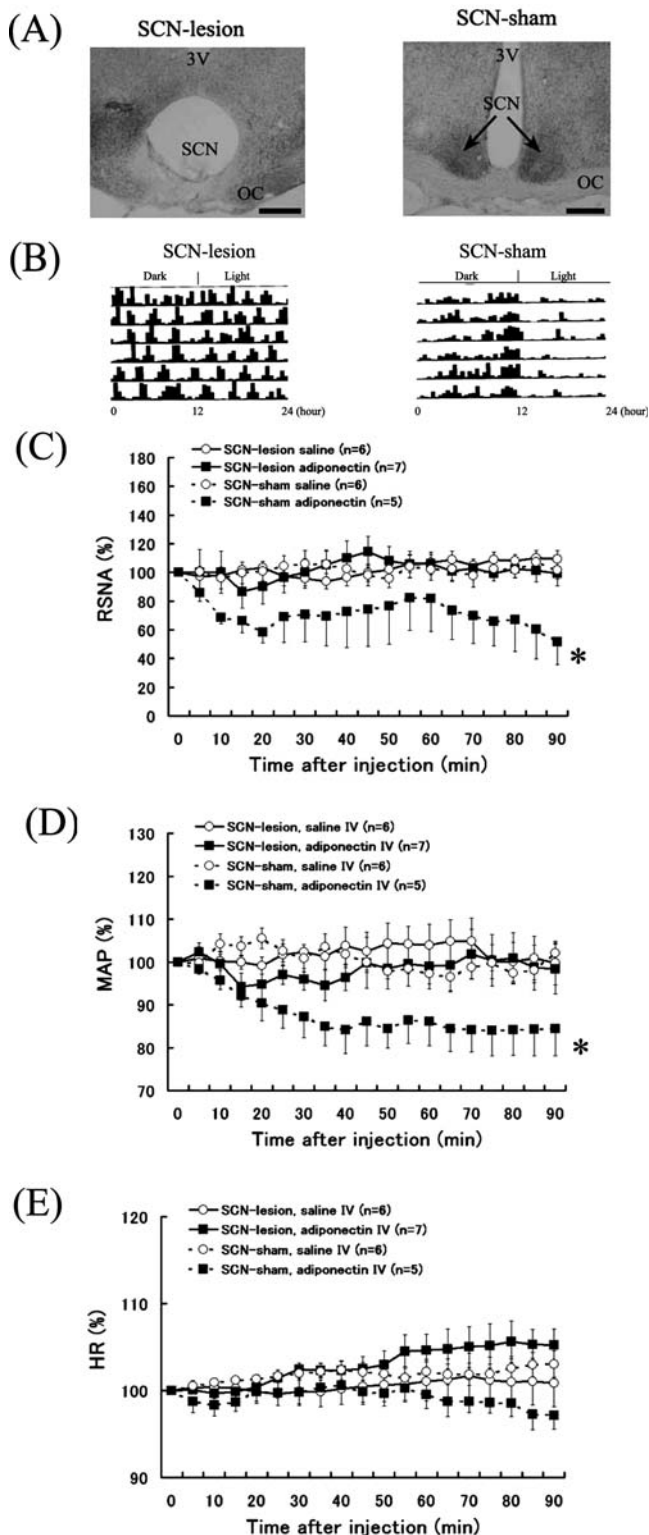 (A)
SCN-lesion
SCN-sham
3V
SCN
OC
3V
SCN
OC
(B)
SCN-lesion
SCN-sham
Dark | Light
Dark | Light
0 12 24 (hour)
0 12 24 (hour)
(C)
SCN-lesion saline (n=6)
SCN-lesion adiponectin (n=7)
SCN-sham saline (n=6)
SCN-sham adiponectin (n=5)
RSNA (%)
180
160
140
120
100
80
60
40
20
0
*
0 10 20 30 40 50 60 70 80 90
Time after injection (min)
(D)
SCN-lesion, saline IV (n=6)
SCN-lesion, adiponectin IV (n=7)
SCN-sham, saline IV (n=6)
SCN-sham, adiponectin IV (n=5)
MAP (%)
130
120
110
100
90
80
70
*
0 10 20 30 40 50 60 70 80 90
Time after injection (min)
(E)
SCN-lesion, saline IV (n=6)
SCN-lesion, adiponectin IV (n=7)
SCN-sham, saline IV (n=6)
SCN-sham, adiponectin IV (n=5)
HR (%)
120
110
100
90
0 10 20 30 40 50 60 70 80 90
Time after injection (min)